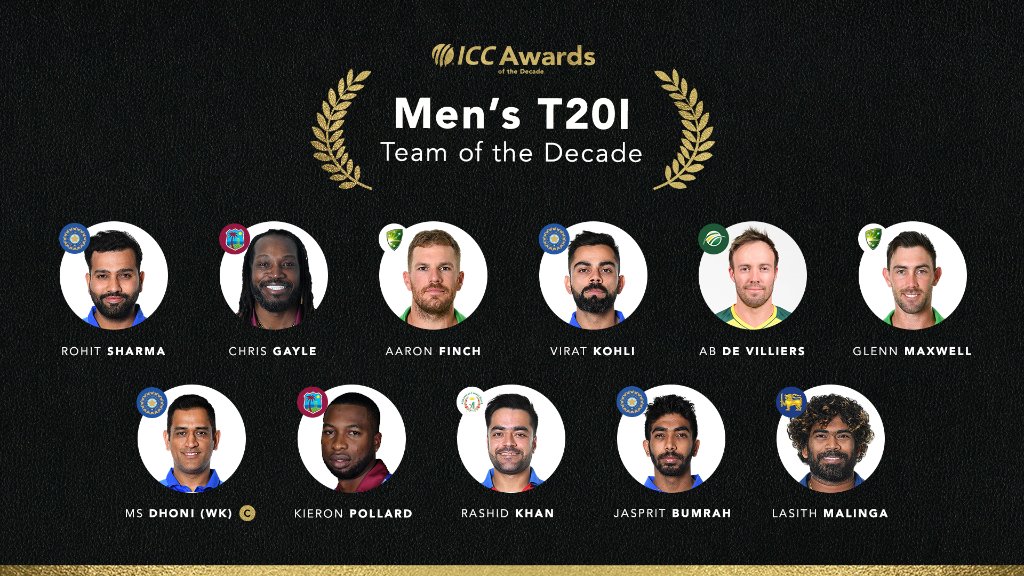 ICC Awards
of the Decade
Men's T20I
Team of the Decade
ROHIT SHARMA
CHRIS GAYLE
AARON FINCH
VIRAT KOHLI
AB DE VILLIERS
GLENN MAXWELL
MS DHONI (WK) C
KIERON POLLARD
RASHID KHAN
JASPRIT BUMRAH
LASITH MALINGA